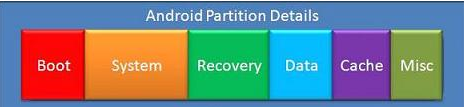 Android Partition Details
Boot System Recovery Data Cache Misc